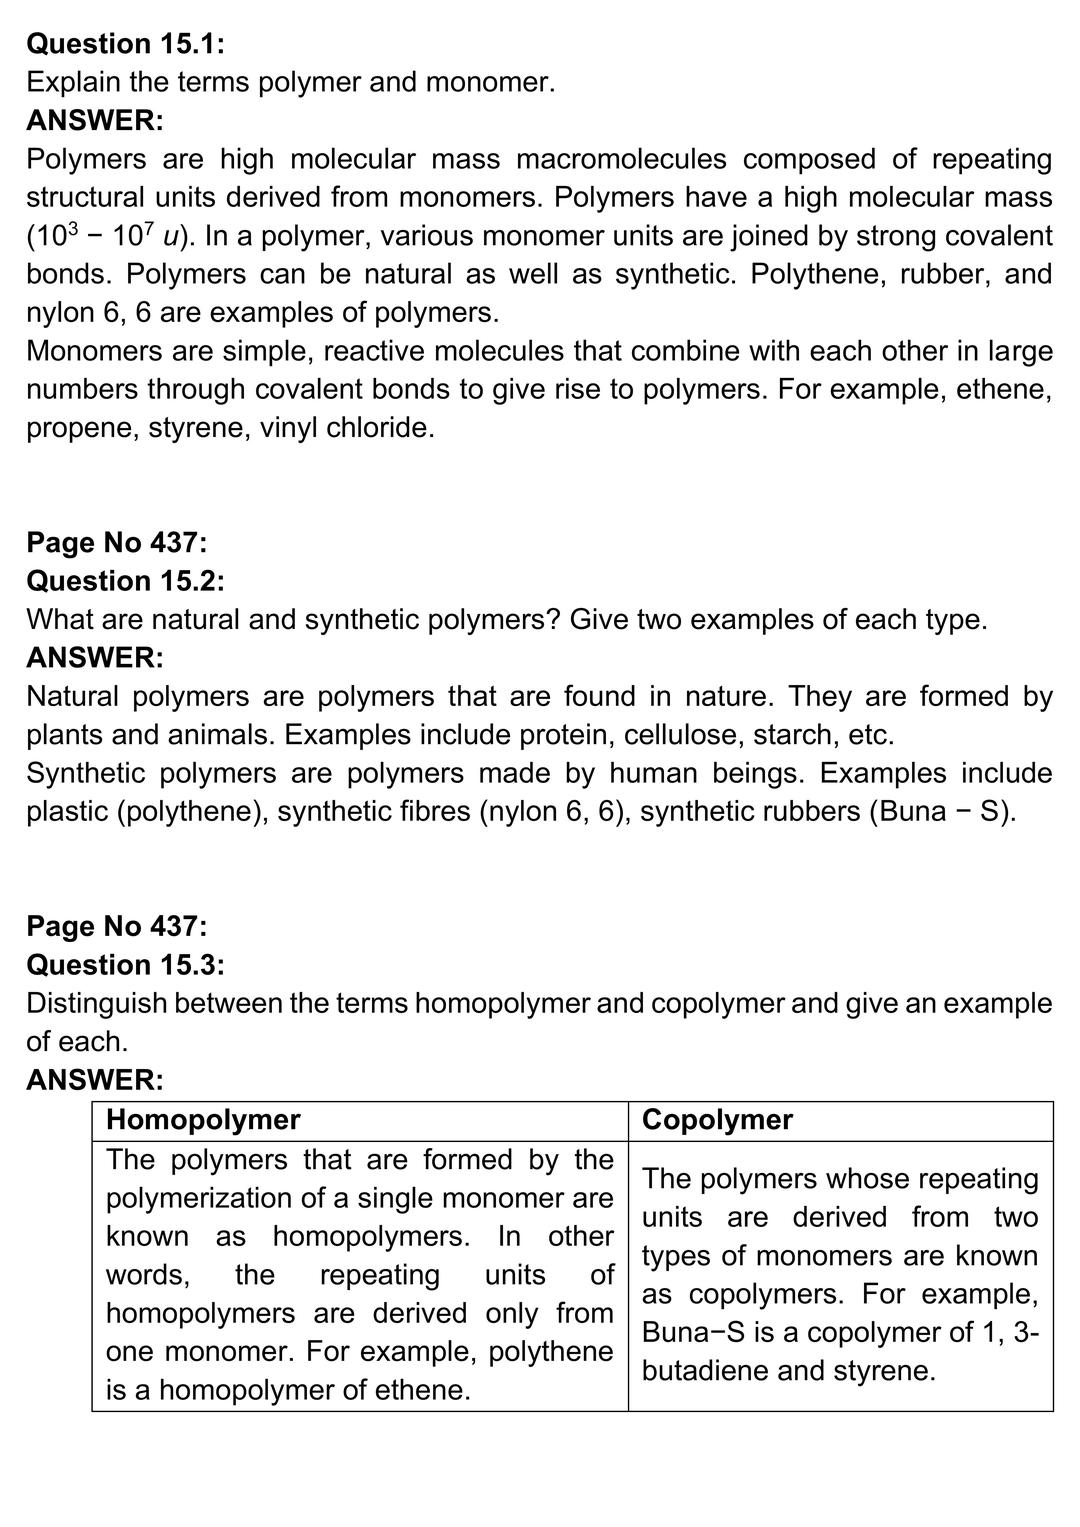 Question 15.1:
Explain the terms polymer and monomer.
ANSWER:
Polymers are high molecular mass macromolecules composed of repeating
structural units derived from monomers. Polymers have a high molecular mass
(10³ − 10⁷ u). In a polymer, various monomer units are joined by strong covalent
bonds. Polymers can be natural as well as synthetic. Polythene, rubber, and
nylon 6, 6 are examples of polymers.
Monomers are simple, reactive molecules that combine with each other in large
numbers through covalent bonds to give rise to polymers. For example, ethene,
propene, styrene, vinyl chloride.
Page No 437:
Question 15.2:
What are natural and synthetic polymers? Give two examples of each type.
ANSWER:
Natural polymers are polymers that are found in nature. They are formed by
plants and animals. Examples include protein, cellulose, starch, etc.
Synthetic polymers are polymers made by human beings. Examples include
plastic (polythene), synthetic fibres (nylon 6, 6), synthetic rubbers (Buna − S).
Page No 437:
Question 15.3:
Distinguish between the terms homopolymer and copolymer and give an example
of each.
ANSWER:
Homopolymer
Copolymer
The polymers that are formed by the
polymerization of a single monomer are
known as homopolymers. In other
words, the repeating units of
homopolymers are derived only from
one monomer. For example, polythene
is a homopolymer of ethene.
The polymers whose repeating
units are derived from two
types of monomers are known
as copolymers. For example,
Buna−S is a copolymer of 1, 3-
butadiene and styrene.